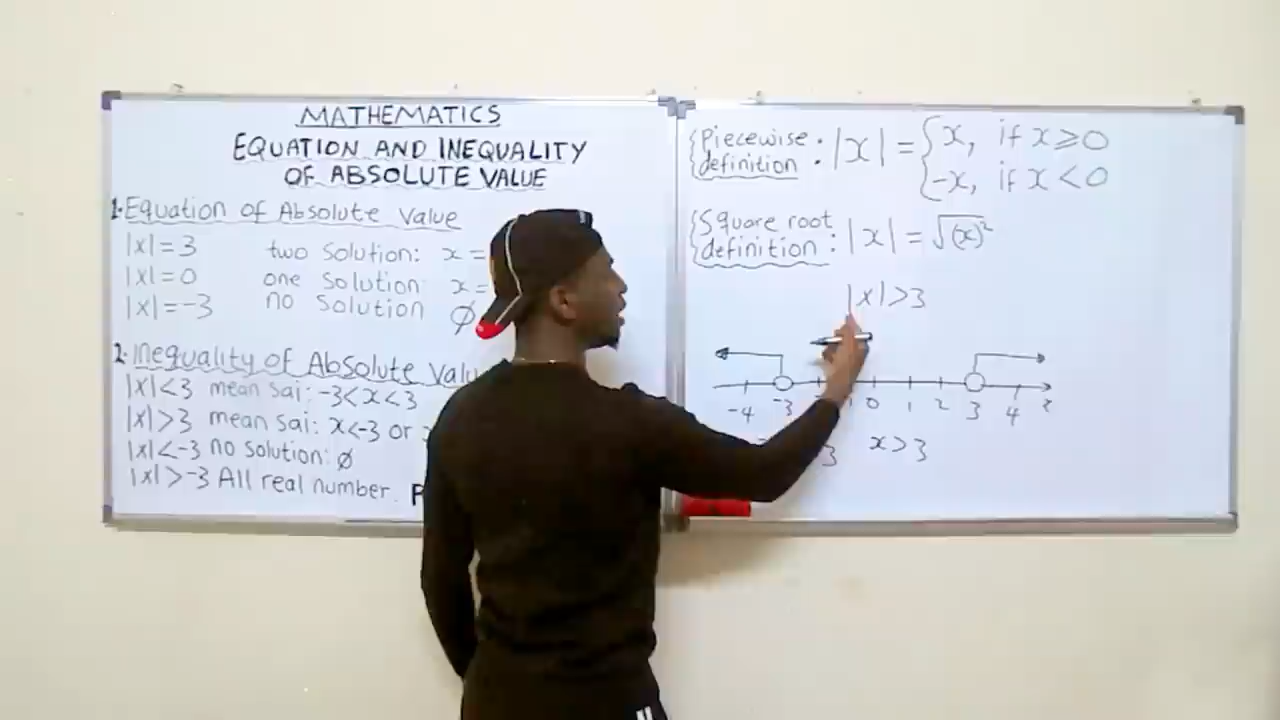 MATHEMATICS
EQUATION AND INEQUALITY
OF ABSOLUTE VALUE
1. Equation of Absolute Value
|x|=3 two solution: x=
|x|=0 one solution: x=
|x|=-3 no solution ∅
2. Inequality of Absolute Valu
|x|<3 mean sai: -3<x<3
|x|>3 mean sai: x<-3 or
|x|<-3 no solution: ∅
|x|>-3 All real number.
Piecewise definition: |x| = { x, if x ≥ 0
-x, if x < 0
Square root definition: |x| = √(x)²
|x|>3
-4 -3 0 1 2 3 4
3 x>3